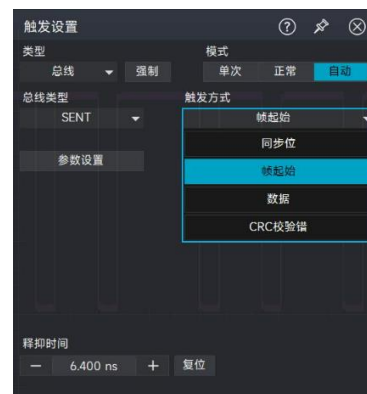 触发设置
类型 模式
总线 强制 单次 正常 自动
总线类型 触发方式
SENT 帧起始
同步位
参数设置 帧起始
数据
CRC校验错
释抑时间
6.400 ns 复位